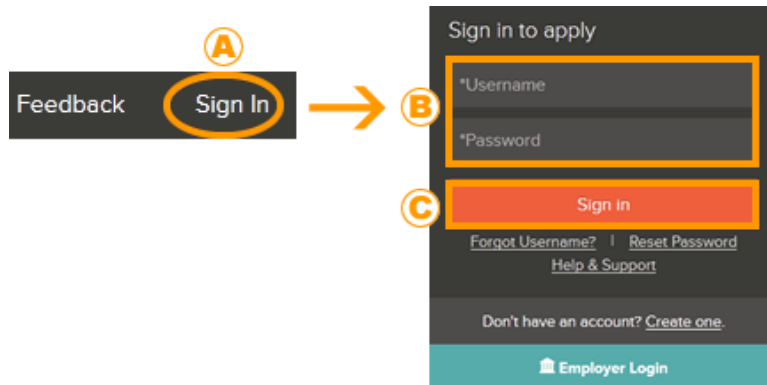 A
Feedback Sign In
Sign in to apply
B
*Username
*Password
C
Sign in
Forgot Username? | Reset Password
Help & Support
Don't have an account? Create one.
Employer Login